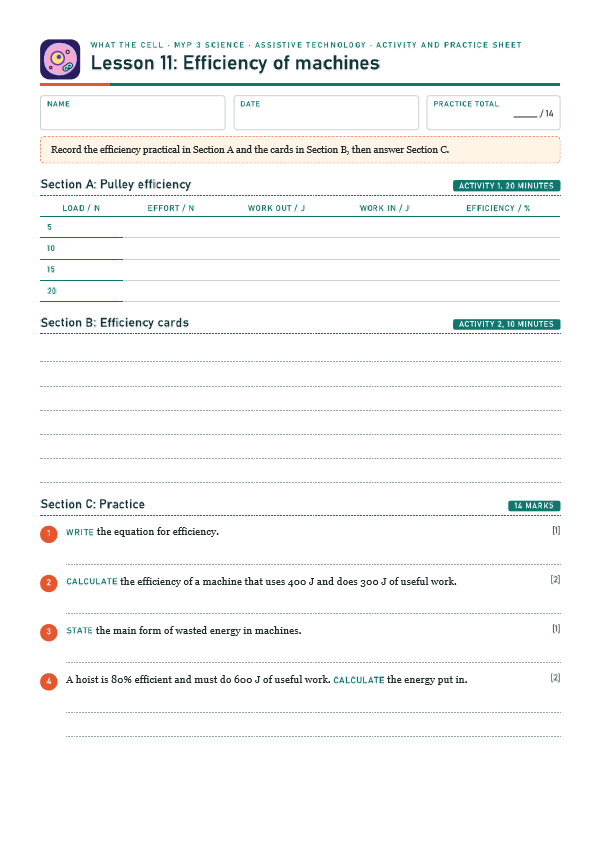 WHAT THE CELL · MYP 3 SCIENCE · ASSISTIVE TECHNOLOGY · ACTIVITY AND PRACTICE SHEET
Lesson 11: Efficiency of machines
NAME
DATE
PRACTICE TOTAL
_____ / 14
Record the efficiency practical in Section A and the cards in Section B, then answer Section C.
Section A: Pulley efficiency
ACTIVITY 1, 20 MINUTES
LOAD / N EFFORT / N WORK OUT / J WORK IN / J EFFICIENCY / %
5
10
15
20
Section B: Efficiency cards
ACTIVITY 2, 10 MINUTES
Section C: Practice
14 MARKS
1 WRITE the equation for efficiency. [1]
2 CALCULATE the efficiency of a machine that uses 400 J and does 300 J of useful work. [2]
3 STATE the main form of wasted energy in machines. [1]
4 A hoist is 80% efficient and must do 600 J of useful work. CALCULATE the energy put in. [2]